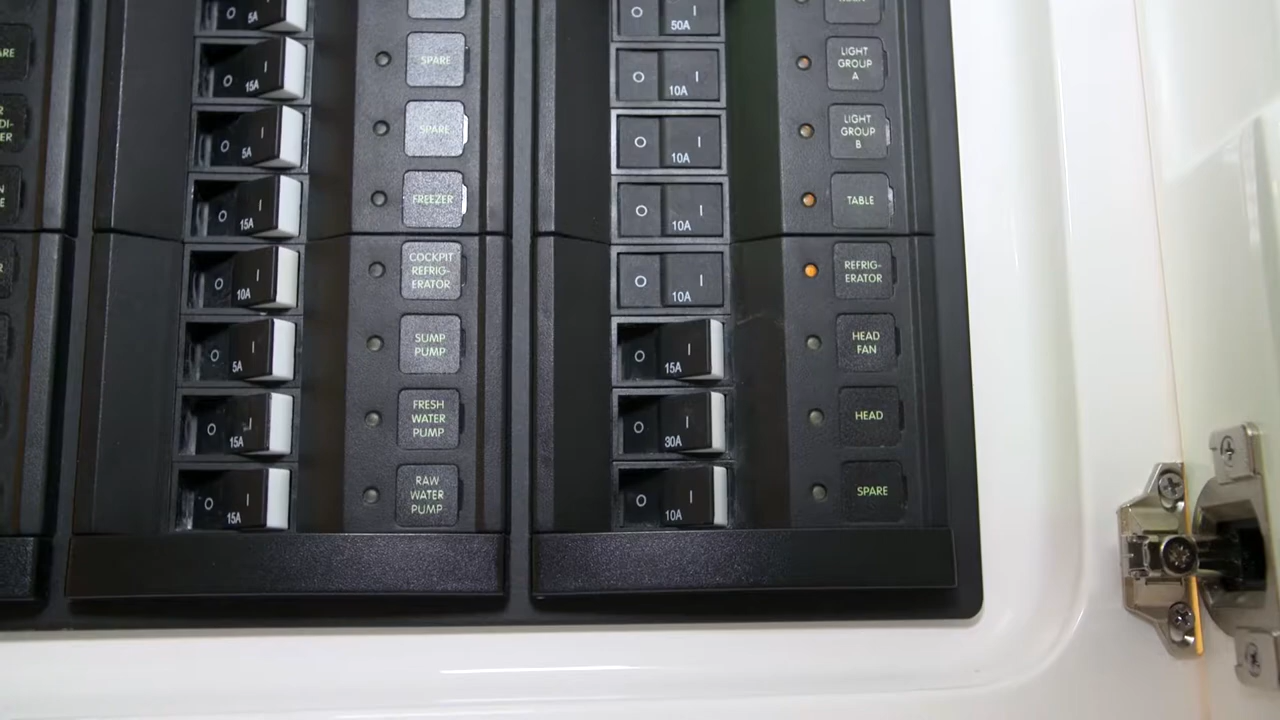 5A
O I
15A
SPARE
O I
5A
SPARE
O I
15A
FREEZER
O I
10A
COCKPIT
REFRIG-
ERATOR
O I
5A
SUMP
PUMP
O I
15A
FRESH
WATER
PUMP
O I
15A
RAW
WATER
PUMP
O I
50A
O I
10A
LIGHT
GROUP
A
O I
10A
LIGHT
GROUP
B
O I
10A
TABLE
O I
10A
REFRIG-
ERATOR
O I
15A
HEAD
FAN
O I
30A
HEAD
O I
10A
SPARE